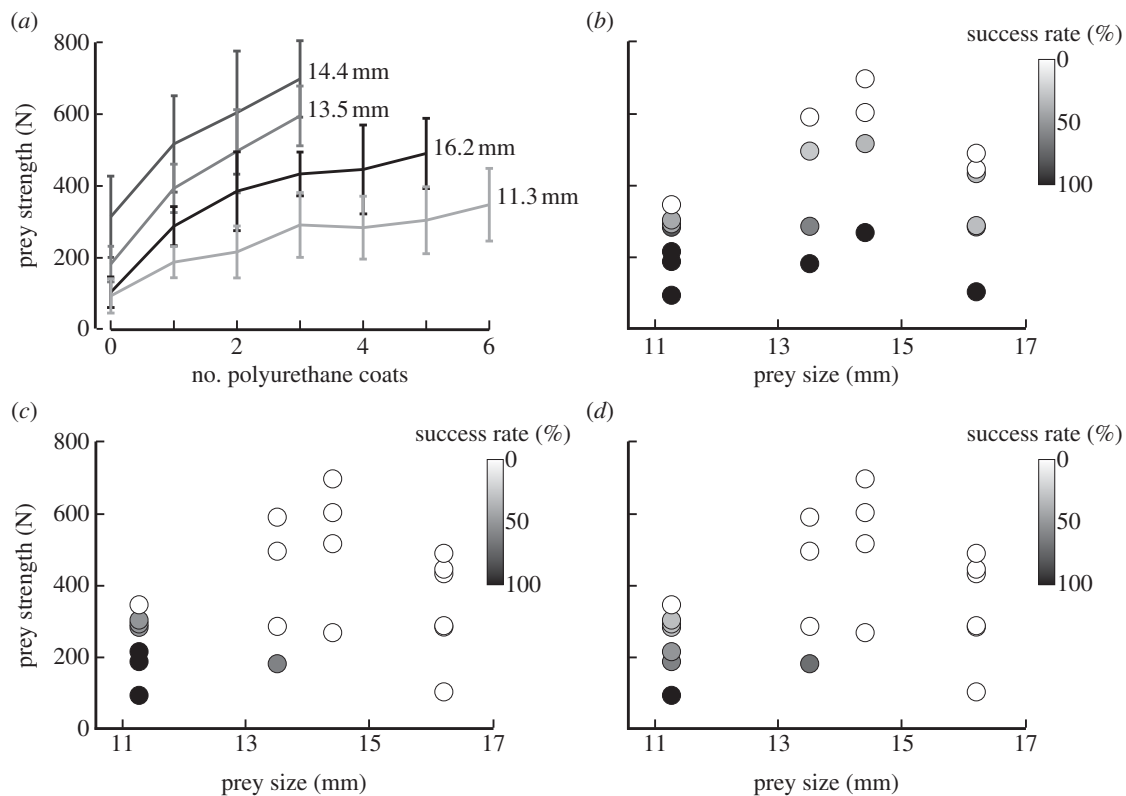 (a)
800
600
400
200
0
prey strength (N)
14.4 mm
13.5 mm
16.2 mm
11.3 mm
0 2 4 6
no. polyurethane coats
(b)
success rate (%)
0
50
100
11 13 15 17
prey size (mm)
(c)
success rate (%)
0
50
100
800
600
400
200
0
prey strength (N)
11 13 15 17
prey size (mm)
(d)
success rate (%)
0
50
100
11 13 15 17
prey size (mm)